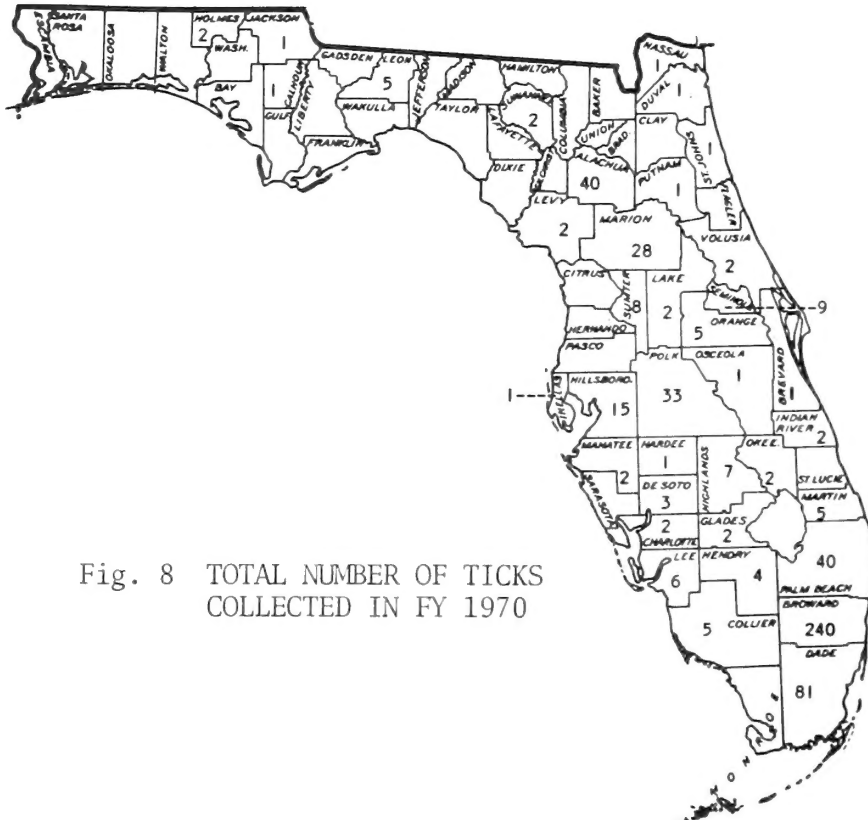 HOLMES JACKSON
SANTA ROSA
ESCAMBIA
OKALOOSA
WALTON
2
WASH.
1
BAY
1
CALHOUN
GULF
LIBERTY
GADSDEN
LEON
5
WAKULLA
FRANKLIN
JEFFERSON
MADISON
TAYLOR
HAMILTON
SUWANNEE
2
LAFAYETTE
DIXIE
COLUMBIA
BAKER
UNION
BRAD.
NASSAU
1
DUVAL
1
CLAY
ST. JOHNS
1
ALACHUA
40
PUTNAM
1
FLAGLER
LEVY
2
MARION
28
VOLUSIA
2
CITRUS
SUMTER
8
LAKE
2
SEMINOLE
9
5
ORANGE
HERNANDO
PASCO
POLK
33
OSCEOLA
1
BREVARD
1
1
PINELLAS
HILLSBORO.
15
INDIAN
RIVER
2
MANATEE
2
HARDEE
1
HIGHLANDS
7
OKEE.
2
ST. LUCIE
DE SOTO
3
MARTIN
5
SARASOTA
2
CHARLOTTE
GLADES
2
LEE
6
HENDRY
4
40
PALM BEACH
BROWARD
240
5
COLLIER
DADE
81
MONROE
Fig. 8 TOTAL NUMBER OF TICKS
COLLECTED IN FY 1970